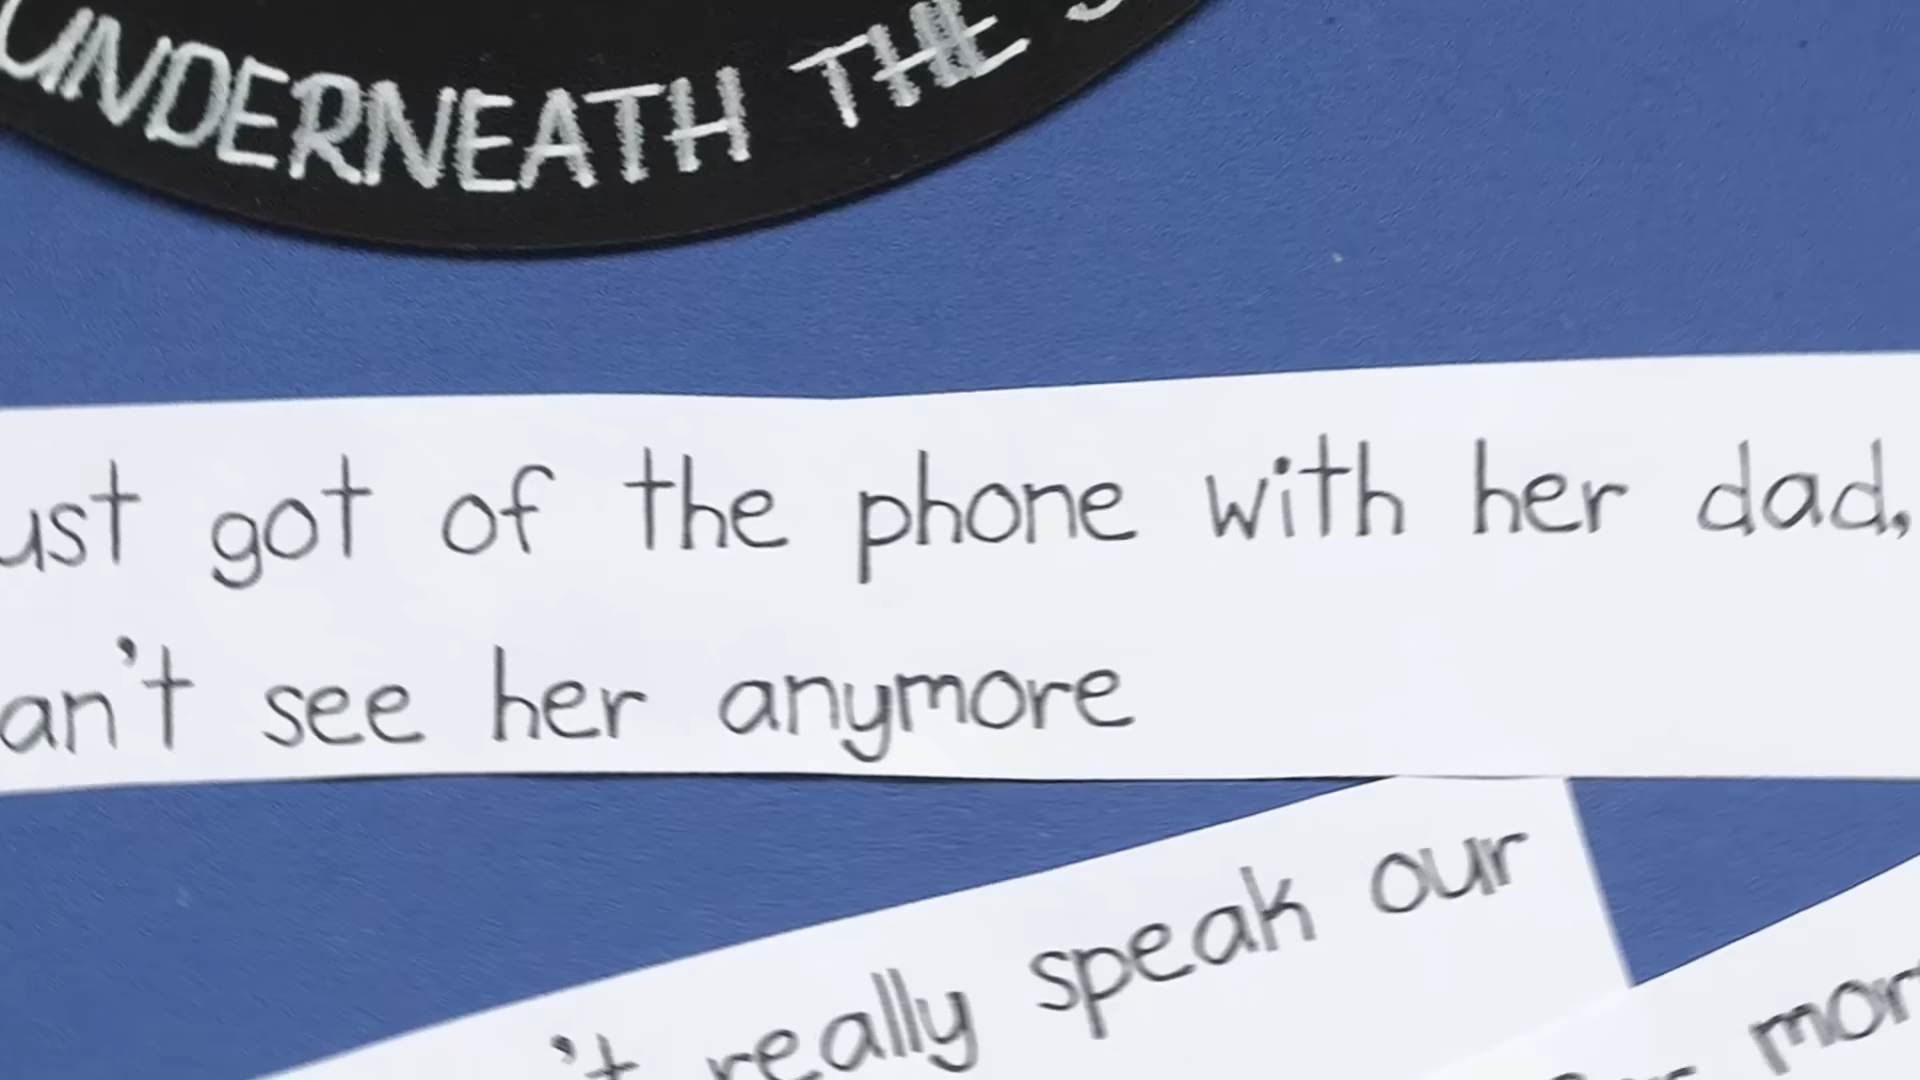 UNDERNEATH THE
ust got of the phone with her dad,
an't see her anymore
't really speak our